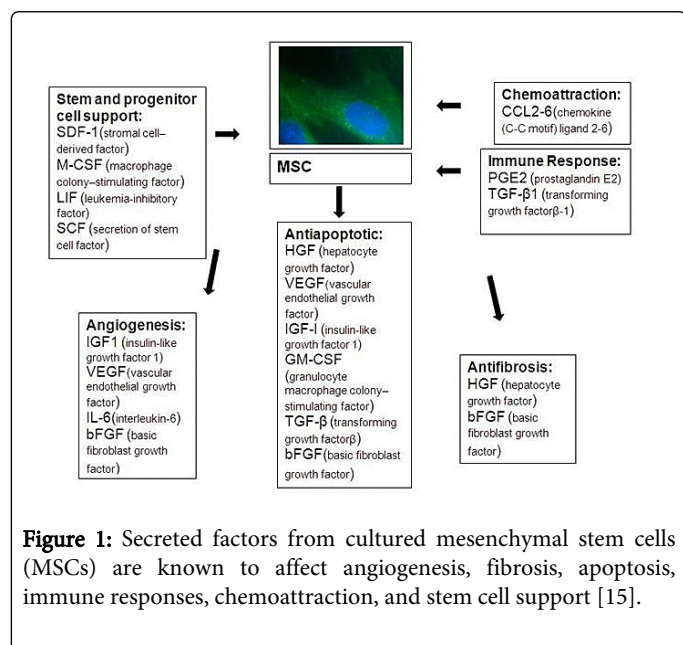 Stem and progenitor
cell support:
SDF-1(stromal cell–
derived factor)
M-CSF (macrophage
colony–stimulating factor)
LIF (leukemia-inhibitory
factor)
SCF (secretion of stem
cell factor)
MSC
Chemoattraction:
CCL2-6(chemokine
(C-C motif) ligand 2-6)
Immune Response:
PGE2 (prostaglandin E2)
TGF-β1 (transforming
growth factorβ-1)
Angiogenesis:
IGF1 (insulin-like
growth factor 1)
VEGF(vascular
endothelial growth
factor)
IL-6(interleukin-6)
bFGF (basic
fibroblast growth
factor)
Antiapoptotic:
HGF (hepatocyte
growth factor)
VEGF(vascular
endothelial growth
factor)
IGF-I (insulin-like
growth factor 1)
GM-CSF
(granulocyte
macrophage colony–
stimulating factor)
TGF-β (transforming
growth factorβ)
bFGF(basic fibroblast
growth factor)
Antifibrosis:
HGF (hepatocyte
growth factor)
bFGF (basic
fibroblast growth
factor)
Figure 1: Secreted factors from cultured mesenchymal stem cells
(MSCs) are known to affect angiogenesis, fibrosis, apoptosis,
immune responses, chemoattraction, and stem cell support [15].